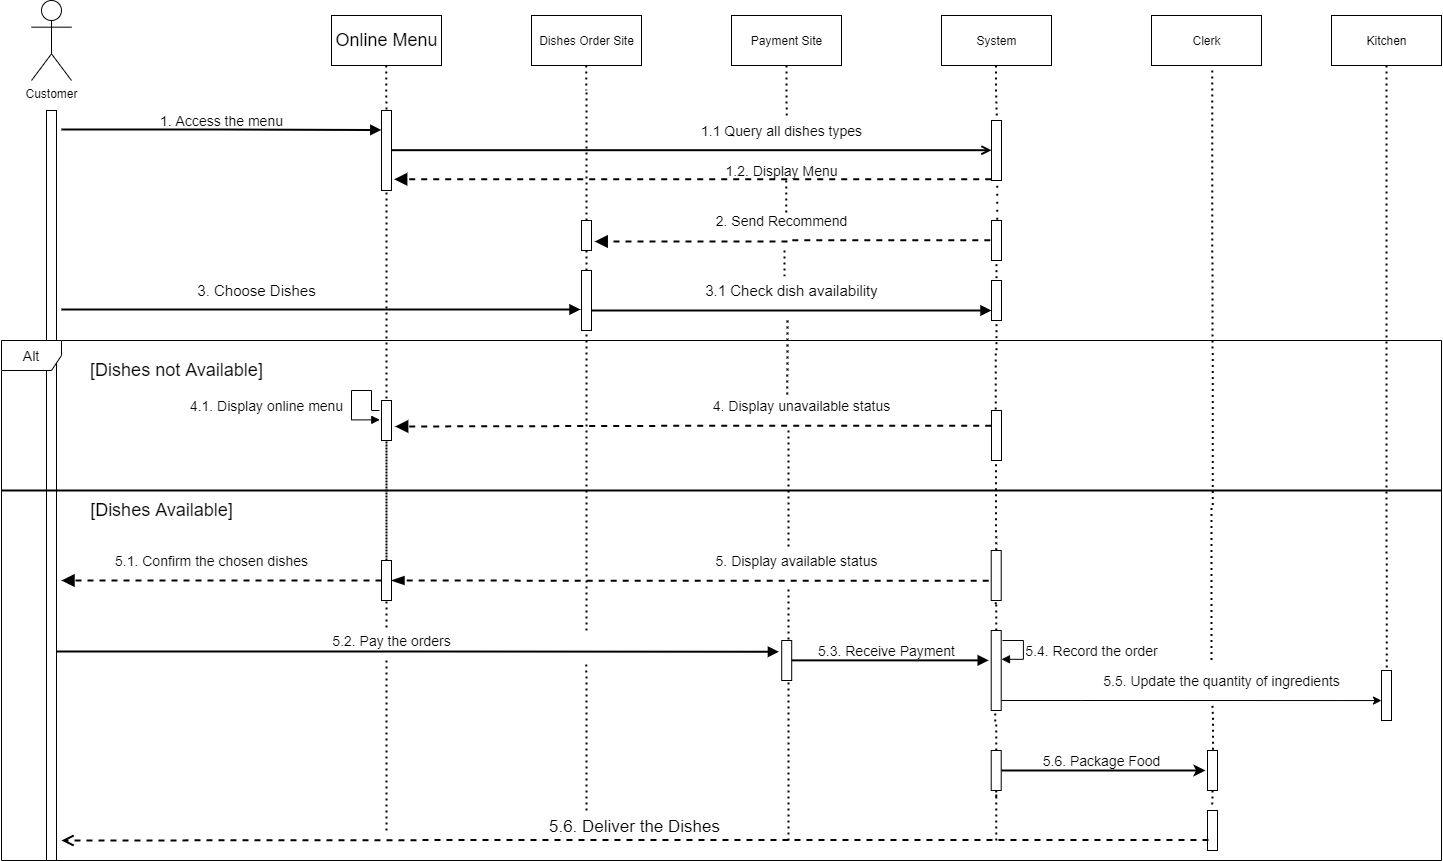 Customer
Online Menu
Dishes Order Site
Payment Site
System
Clerk
Kitchen
1. Access the menu
1.1 Query all dishes types
1.2. Display Menu
2. Send Recommend
3. Choose Dishes
3.1 Check dish availability
Alt
[Dishes not Available]
4.1. Display online menu
4. Display unavailable status
[Dishes Available]
5.1. Confirm the chosen dishes
5. Display available status
5.2. Pay the orders
5.3. Receive Payment
5.4. Record the order
5.5. Update the quantity of ingredients
5.6. Package Food
5.6. Deliver the Dishes